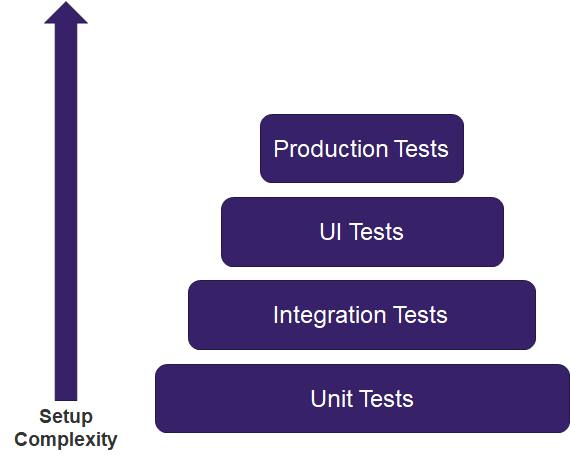 Production Tests
UI Tests
Integration Tests
Unit Tests
Setup
Complexity